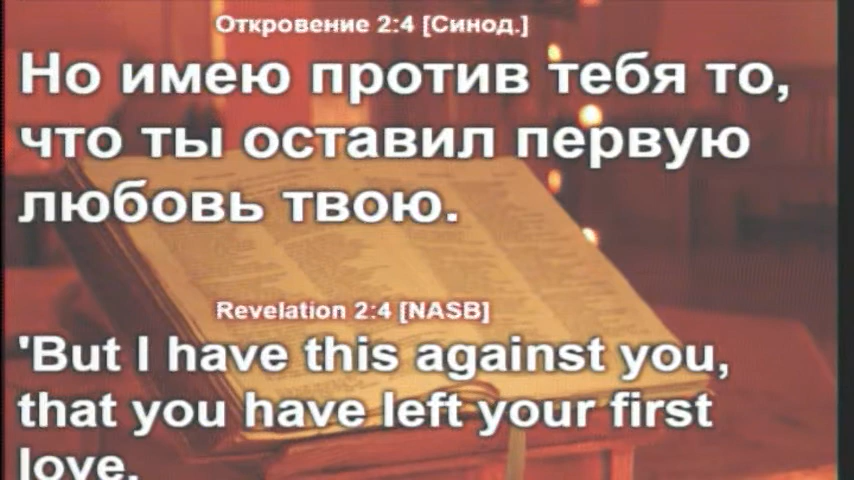 Откровение 2:4 [Синод.]
Но имею против тебя то,
что ты оставил первую
любовь твою.
Revelation 2:4 [NASB]
'But I have this against you,
that you have left your first
love.